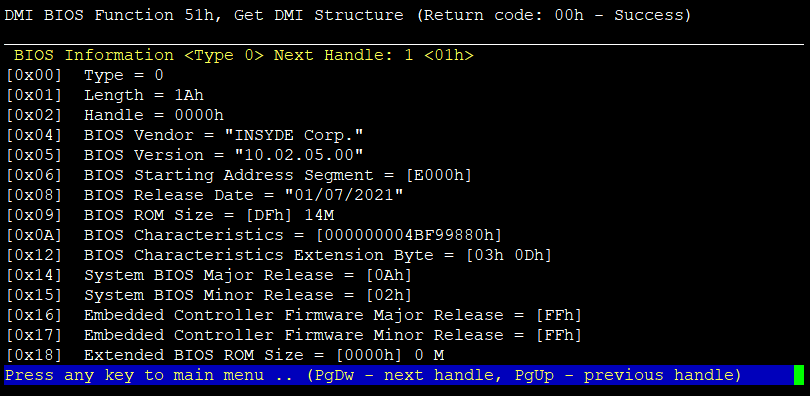 DMI BIOS Function 51h, Get DMI Structure (Return code: 00h - Success)
BIOS Information <Type 0> Next Handle: 1 <01h>
[0x00]  Type = 0
[0x01]  Length = 1Ah
[0x02]  Handle = 0000h
[0x04]  BIOS Vendor = "INSYDE Corp."
[0x05]  BIOS Version = "10.02.05.00"
[0x06]  BIOS Starting Address Segment = [E000h]
[0x08]  BIOS Release Date = "01/07/2021"
[0x09]  BIOS ROM Size = [DFh] 14M
[0x0A]  BIOS Characteristics = [000000004BF99880h]
[0x12]  BIOS Characteristics Extension Byte = [03h 0Dh]
[0x14]  System BIOS Major Release = [0Ah]
[0x15]  System BIOS Minor Release = [02h]
[0x16]  Embedded Controller Firmware Major Release = [FFh]
[0x17]  Embedded Controller Firmware Minor Release = [FFh]
[0x18]  Extended BIOS ROM Size = [0000h] 0 M
Press any key to main menu .. (PgDw - next handle, PgUp - previous handle)